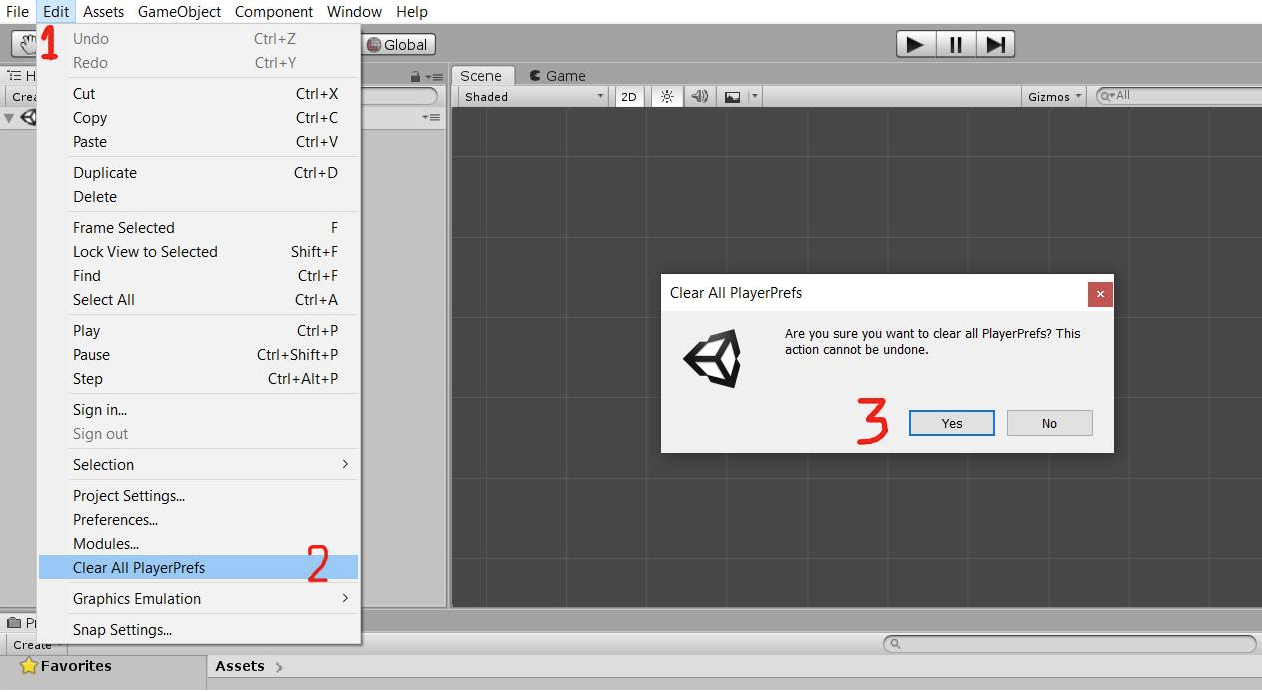 File Edit Assets GameObject Component Window Help
1
Undo Ctrl+Z
Redo Ctrl+Y
Cut Ctrl+X
Copy Ctrl+C
Paste Ctrl+V
Duplicate Ctrl+D
Delete
Frame Selected F
Lock View to Selected Shift+F
Find Ctrl+F
Select All Ctrl+A
Play Ctrl+P
Pause Ctrl+Shift+P
Step Ctrl+Alt+P
Sign in...
Sign out
Selection
Project Settings...
Preferences...
Modules...
Clear All PlayerPrefs 2
Graphics Emulation
Snap Settings...
Global
Scene Game
Shaded 2D Gizmos All
Clear All PlayerPrefs
Are you sure you want to clear all PlayerPrefs? This
action cannot be undone.
3 Yes No
Create
Favorites
Assets